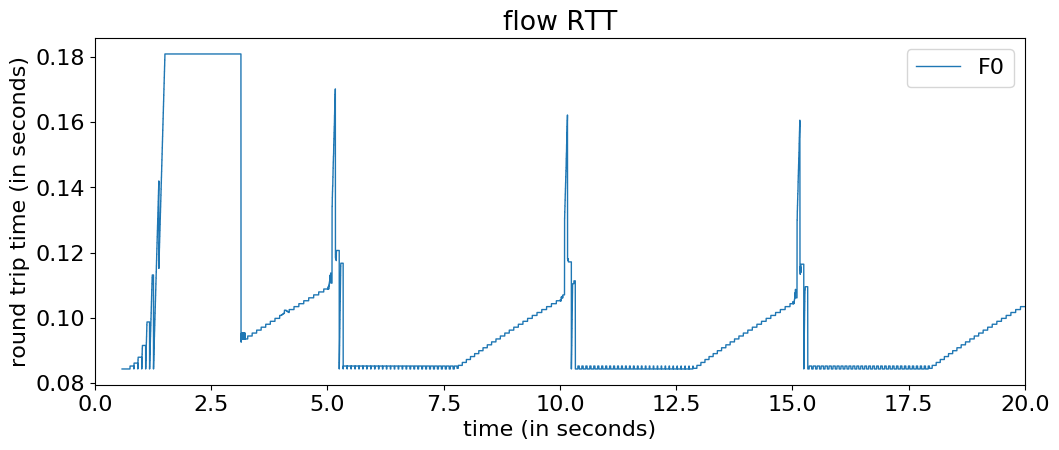 flow RTT
round trip time (in seconds)
0.18
0.16
0.14
0.12
0.10
0.08
F0
0.0 2.5 5.0 7.5 10.0 12.5 15.0 17.5 20.0
time (in seconds)